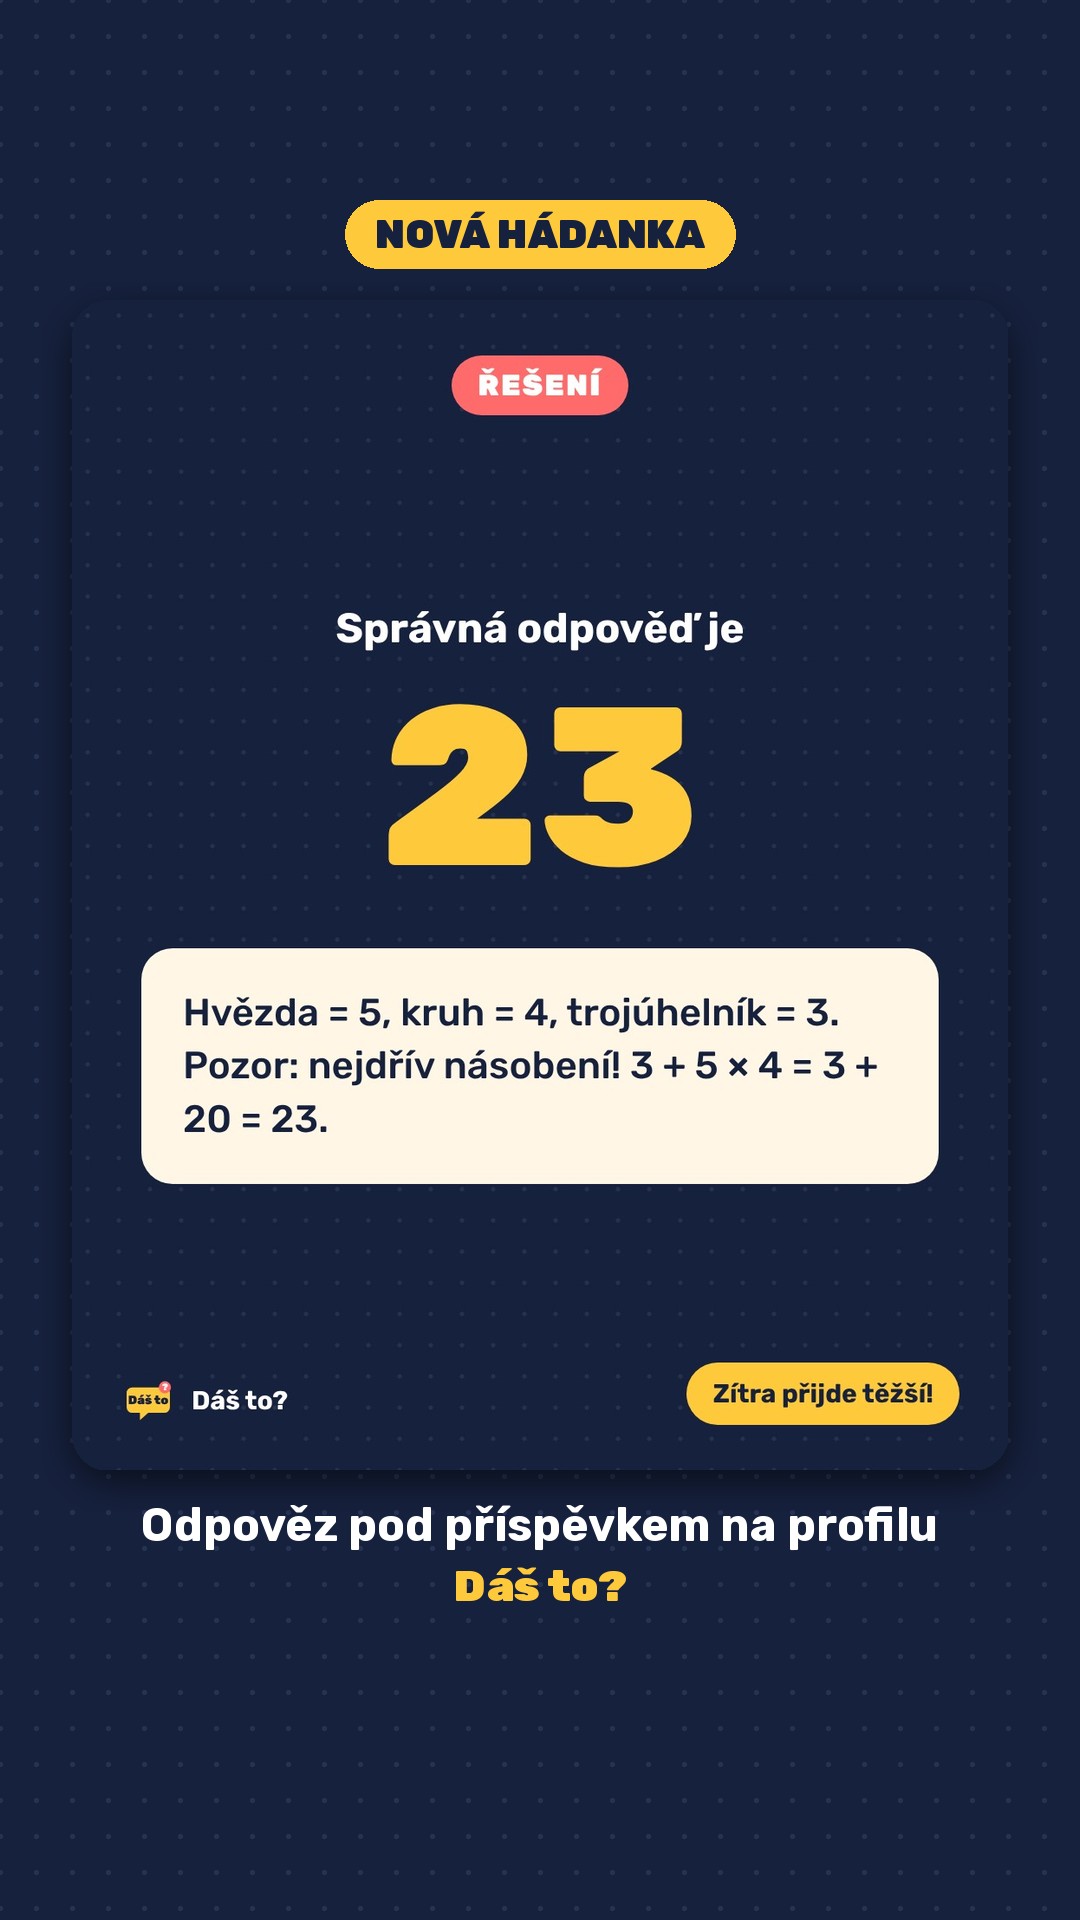 NOVÁ HÁDANKA
ŘEŠENÍ
Správná odpověď je
23
Hvězda = 5, kruh = 4, trojúhelník = 3.
Pozor: nejdřív násobení! 3 + 5 × 4 = 3 +
20 = 23.
Dáš to ?
Dáš to?
Zítra přijde těžší!
Odpověz pod příspěvkem na profilu
Dáš to?